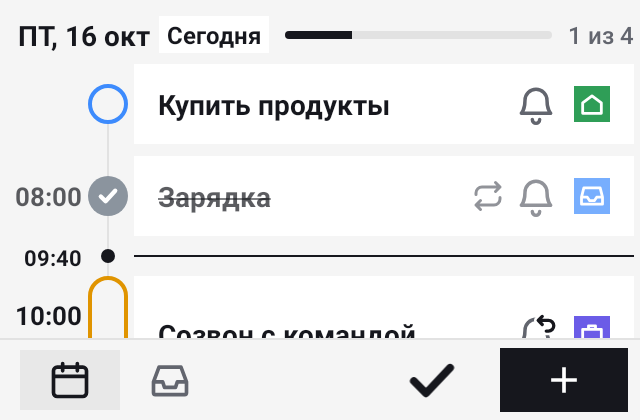 ПТ, 16 окт Сегодня 1 из 4
Купить продукты
08:00 Зарядка
09:40
10:00
Созвон с командой